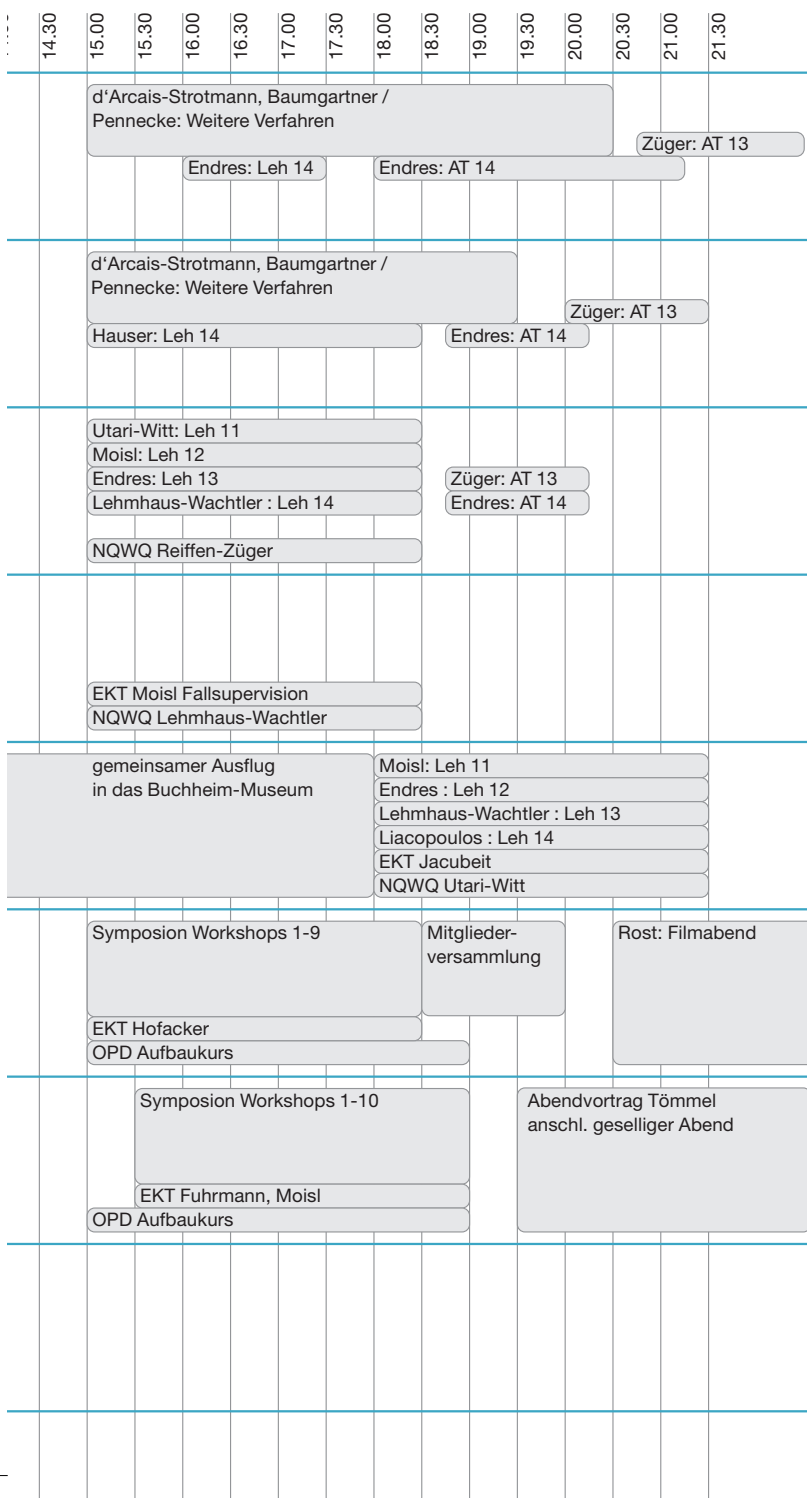 14.30
15.00
15.30
16.00
16.30
17.00
17.30
18.00
18.30
19.00
19.30
20.00
20.30
21.00
21.30
d‘Arcais-Strotmann, Baumgartner /
Pennecke: Weitere Verfahren
Züger: AT 13
Endres: Leh 14
Endres: AT 14
d‘Arcais-Strotmann, Baumgartner /
Pennecke: Weitere Verfahren
Züger: AT 13
Hauser: Leh 14
Endres: AT 14
Utari-Witt: Leh 11
Moisl: Leh 12
Endres: Leh 13
Züger: AT 13
Lehmhaus-Wachtler : Leh 14
Endres: AT 14
NQWQ Reiffen-Züger
EKT Moisl Fallsupervision
NQWQ Lehmhaus-Wachtler
gemeinsamer Ausflug
in das Buchheim-Museum
Moisl: Leh 11
Endres : Leh 12
Lehmhaus-Wachtler : Leh 13
Liacopoulos : Leh 14
EKT Jacubeit
NQWQ Utari-Witt
Symposion Workshops 1-9
Mitglieder-
versammlung
Rost: Filmabend
EKT Hofacker
OPD Aufbaukurs
Symposion Workshops 1-10
Abendvortrag Tömmel
anschl. geselliger Abend
EKT Fuhrmann, Moisl
OPD Aufbaukurs